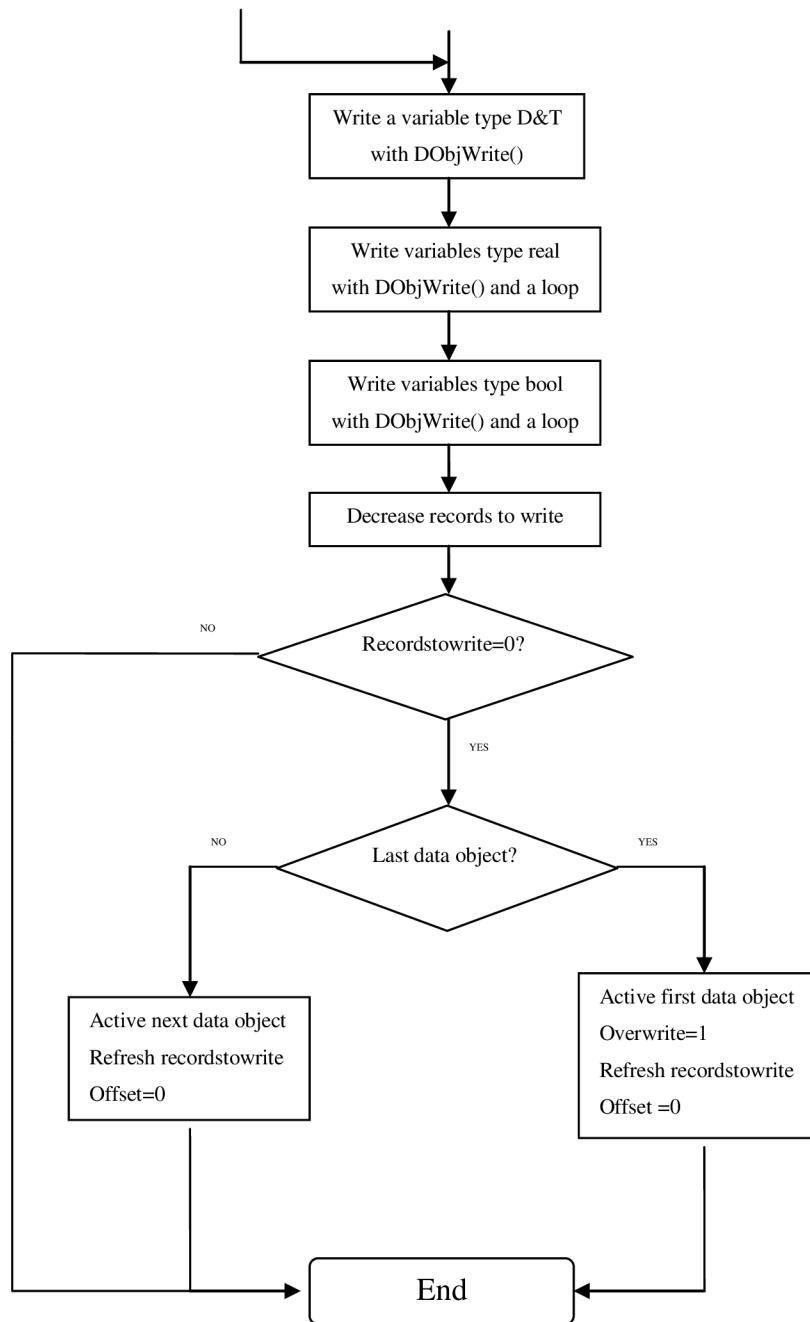 Write a variable type D&T
with DObjWrite()
Write variables type real
with DObjWrite() and a loop
Write variables type bool
with DObjWrite() and a loop
Decrease records to write
NO
Recordstowrite=0?
YES
NO
YES
Last data object?
Active next data object
Refresh recordstowrite
Offset=0
Active first data object
Overwrite=1
Refresh recordstowrite
Offset =0
End